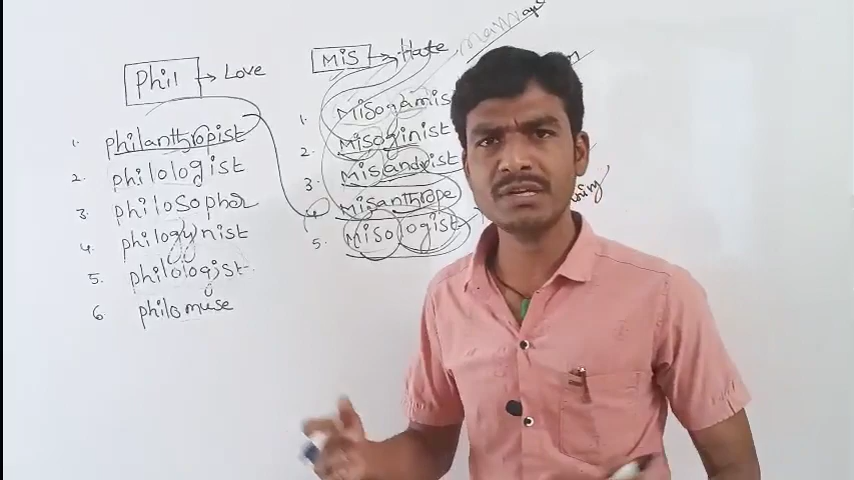 Phil → Love
1. philanthropist
2. philologist
3. philosopher
4. philogynist
5. philologist
6 philomuse
MIS → Hate
1. Misogamis
2. Misoginist
3. Misandrist
4. Misanthrope
5. Misologist